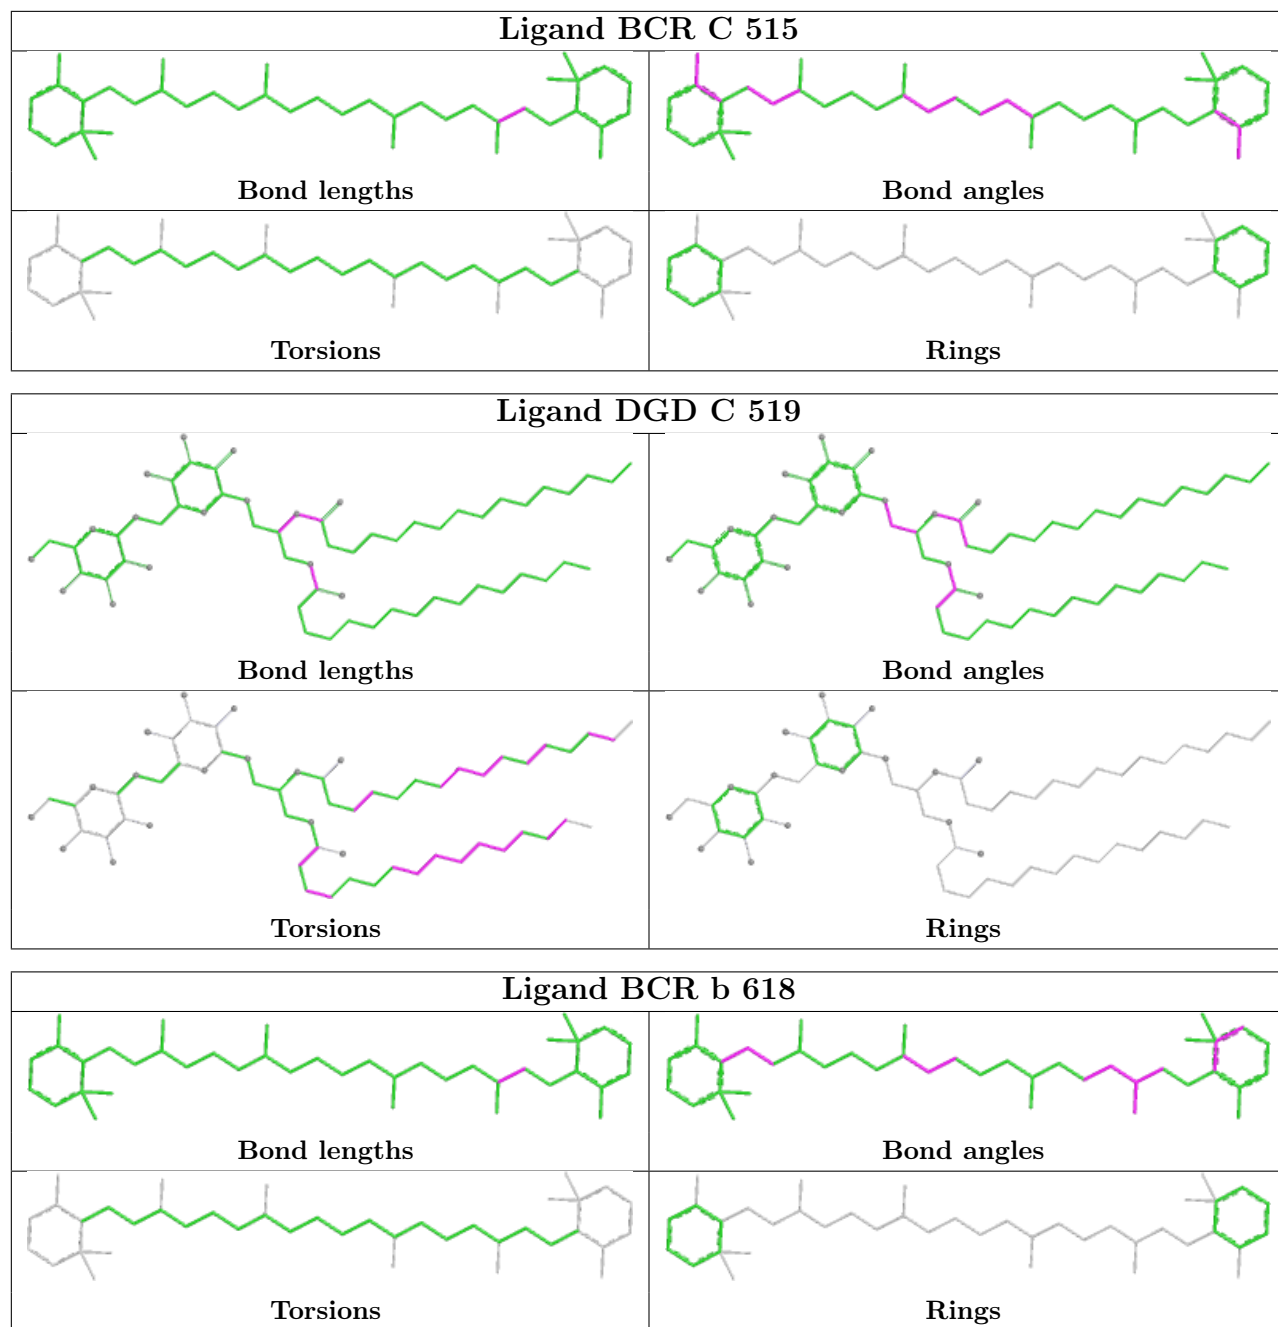 Ligand BCR C 515
Bond lengths
Bond angles
Torsions
Rings
Ligand DGD C 519
Bond lengths
Bond angles
Torsions
Rings
Ligand BCR b 618
Bond lengths
Bond angles
Torsions
Rings